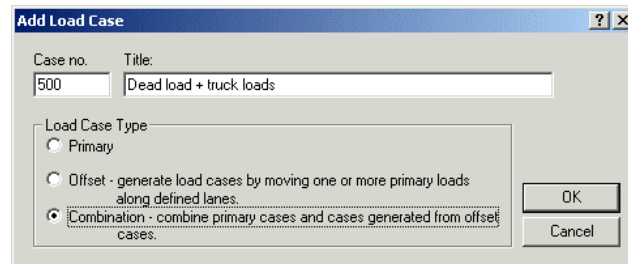 Add Load Case
Case no. Title:
500 Dead load + truck loads
Load Case Type
Primary
Offset - generate load cases by moving one or more primary loads
along defined lanes.
Combination - combine primary cases and cases generated from offset
cases.
OK
Cancel